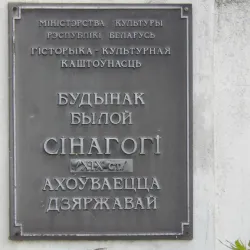 МІНІСТЭРСТВА КУЛЬТУРЫ
РЭСПУБЛІКІ БЕЛАРУСЬ
ГІСТОРЫКА-КУЛЬТУРНАЯ
КАШТОЎНАСЦЬ
БУДЫНАК
БЫЛОЙ
СІНАГОГІ
АХОЎВАЕЦЦА
ДЗЯРЖАВАЙ